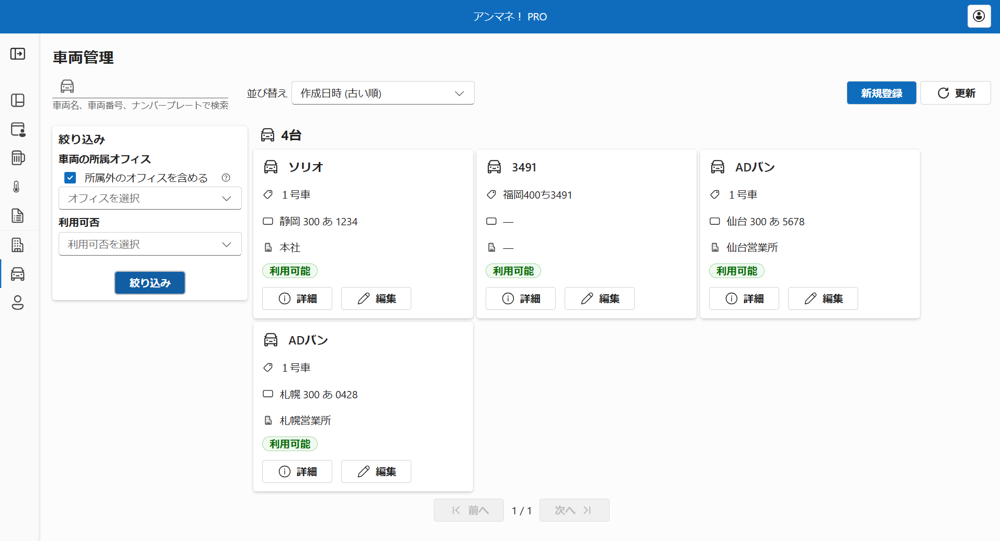 アンマネ！ PRO
車両管理
車両名、車両番号、ナンバープレートで検索
並び替え
作成日時 (古い順)
新規登録
更新
絞り込み
車両の所属オフィス
所属外のオフィスを含める
オフィスを選択
利用可否
利用可否を選択
絞り込み
4台
ソリオ
１号車
静岡 300 あ 1234
本社
利用可能
詳細
編集
3491
福岡400ち3491
—
—
利用可能
詳細
編集
ADバン
１号車
仙台 300 あ 5678
仙台営業所
利用可能
詳細
編集
ADバン
１号車
札幌 300 あ 0428
札幌営業所
利用可能
詳細
編集
前へ
1 / 1
次へ